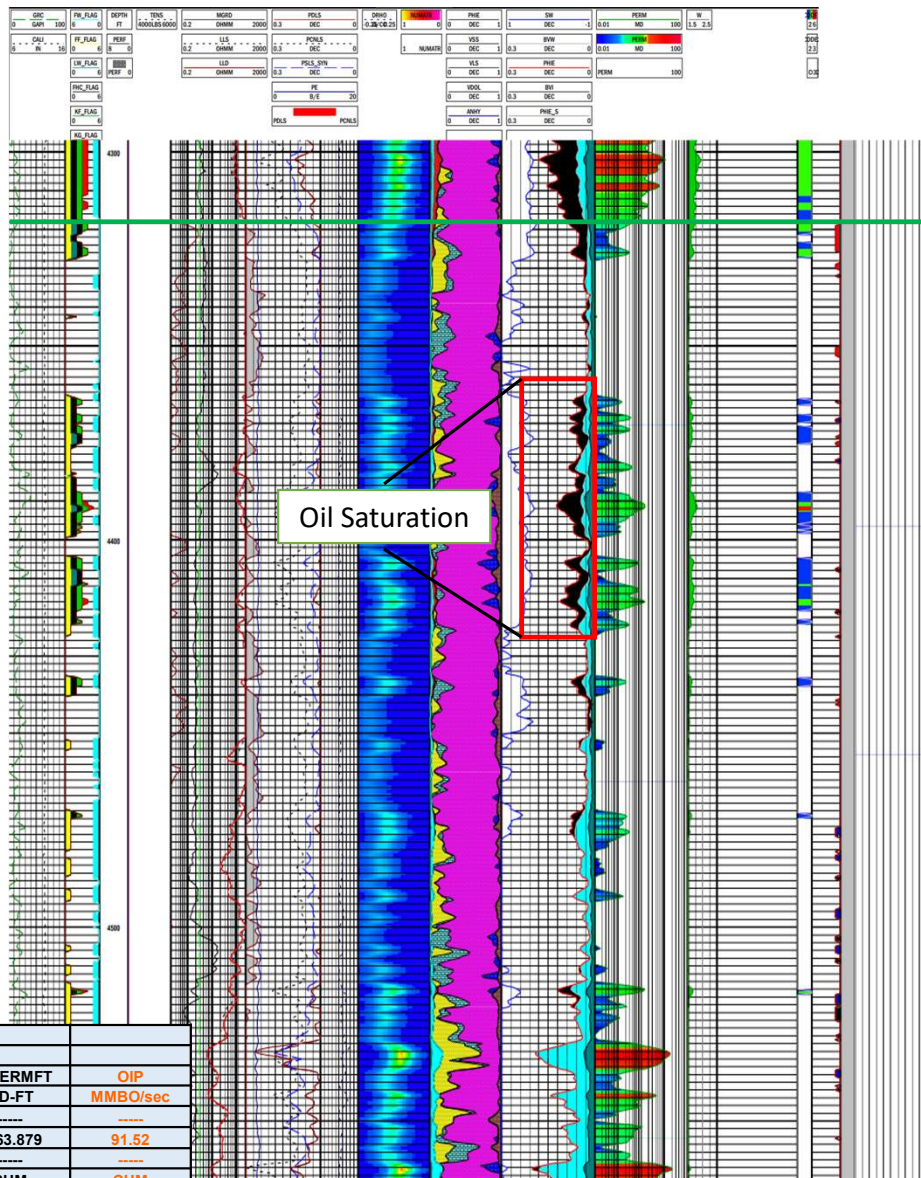 GRC FW_FLAG DEPTH TENS MGRD PDLS DRHO NUMATR PHIE SW PERM W
0 GAPI 100 6 0 FT 4000LBS6000 0.2 OHMM 2000 0.3 DEC 0 1 0 0 DEC 1 1 DEC -1 0.01 MD 100 1.5 2.5
CALI FF_FLAG PERF LLS PCNLS VSS BVW PERM
6 IN 16 0 6 8 0 0.2 OHMM 2000 0.3 DEC 0 1 NUMATR 0 DEC 1 0.3 DEC 0 0.01 MD 100
LW_FLAG LLD PSLS_SYN VLS PHIE
0 6 PERF 0 0.2 OHMM 2000 0.3 DEC 0 0 DEC 1 0.3 DEC 0 PERM 100
FHC_FLAG PE VDOL BVI
0 6 0 B/E 20 0 DEC 1 0.3 DEC 0
KF_FLAG ANHY PHIE_S
0 6 PDLS PCNLS 0 DEC 1 0.3 DEC 0
KG_FLAG
4300
Oil Saturation
4400
4500
ERMFT OIP
D-FT MMBO/sec
----- -----
63.879 91.52
----- -----